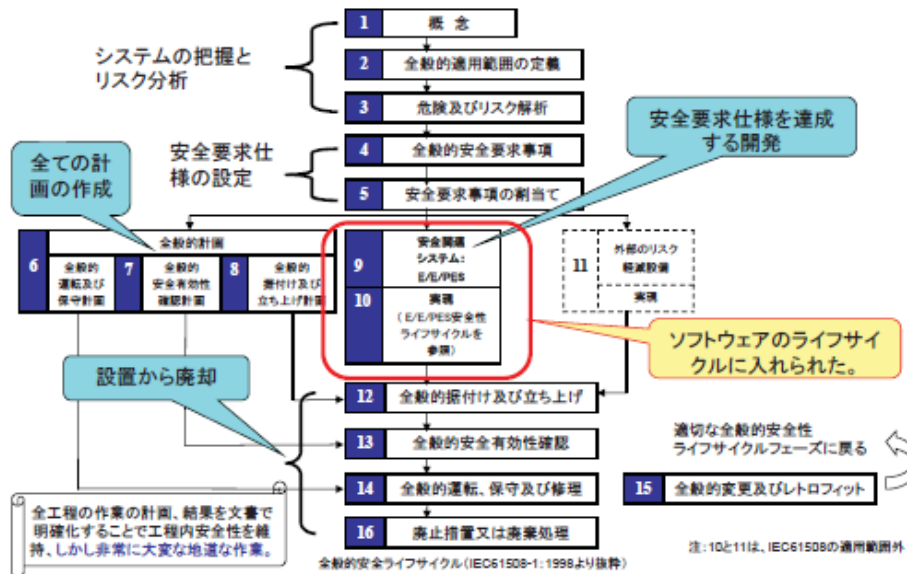 1 概 念
システムの把握と
リスク分析
2 全般的適用範囲の定義
3 危険及びリスク解析
安全要求仕様を達成
する開発
安全要求仕
様の設定
4 全般的安全要求事項
5 安全要求事項の割当て
全ての計
画の作成
全般的計画
6 全般的
運転及び
保守計画
7 全般的
安全有効性
確認計画
8 全般的
据付け及び
立ち上げ計画
9 安全関連
システム:
E/E/PES
10 実現
(E/E/PES安全性
ライフサイクルを
参照)
11 外部のリスク
軽減設備
実現
ソフトウェアのライフサイ
クルに入れられた。
設置から廃却
12 全般的据付け及び立ち上げ
13 全般的安全有効性確認
14 全般的運転、保守及び修理
16 廃止措置又は廃棄処理
適切な全般的安全性
ライフサイクルフェーズに戻る
15 全般的変更及びレトロフィット
全工程の作業の計画、結果を文書で
明確化することで工程内安全性を維
持、しかし非常に大変な地道な作業。
全般的安全ライフサイクル(IEC61508-1:1998より抜粋)
注:10と11は、IEC61508の適用範囲外